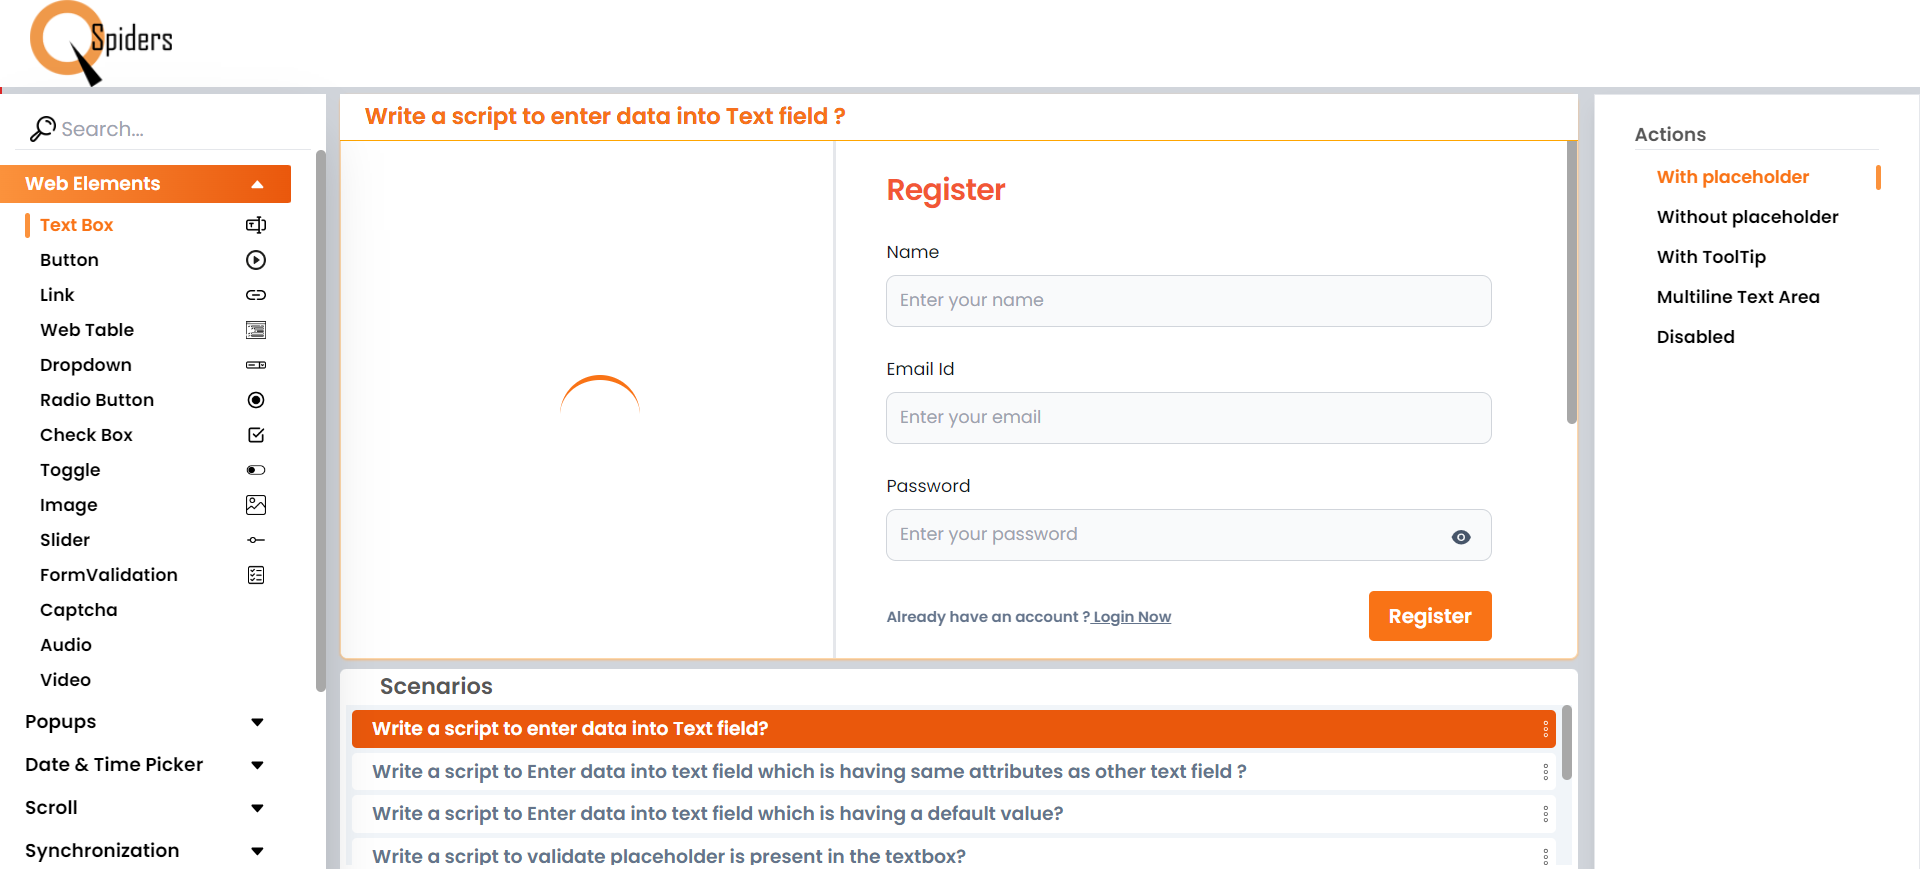 Spiders
Search...
Web Elements
Text Box
Button
Link
Web Table
Dropdown
Radio Button
Check Box
Toggle
Image
Slider
FormValidation
Captcha
Audio
Video
Popups
Date & Time Picker
Scroll
Synchronization
Write a script to enter data into Text field ?
Register
Name
Enter your name
Email Id
Enter your email
Password
Enter your password
Already have an account ? Login Now
Register
Scenarios
Write a script to enter data into Text field?
Write a script to Enter data into text field which is having same attributes as other text field ?
Write a script to Enter data into text field which is having a default value?
Write a script to validate placeholder is present in the textbox?
Actions
With placeholder
Without placeholder
With ToolTip
Multiline Text Area
Disabled